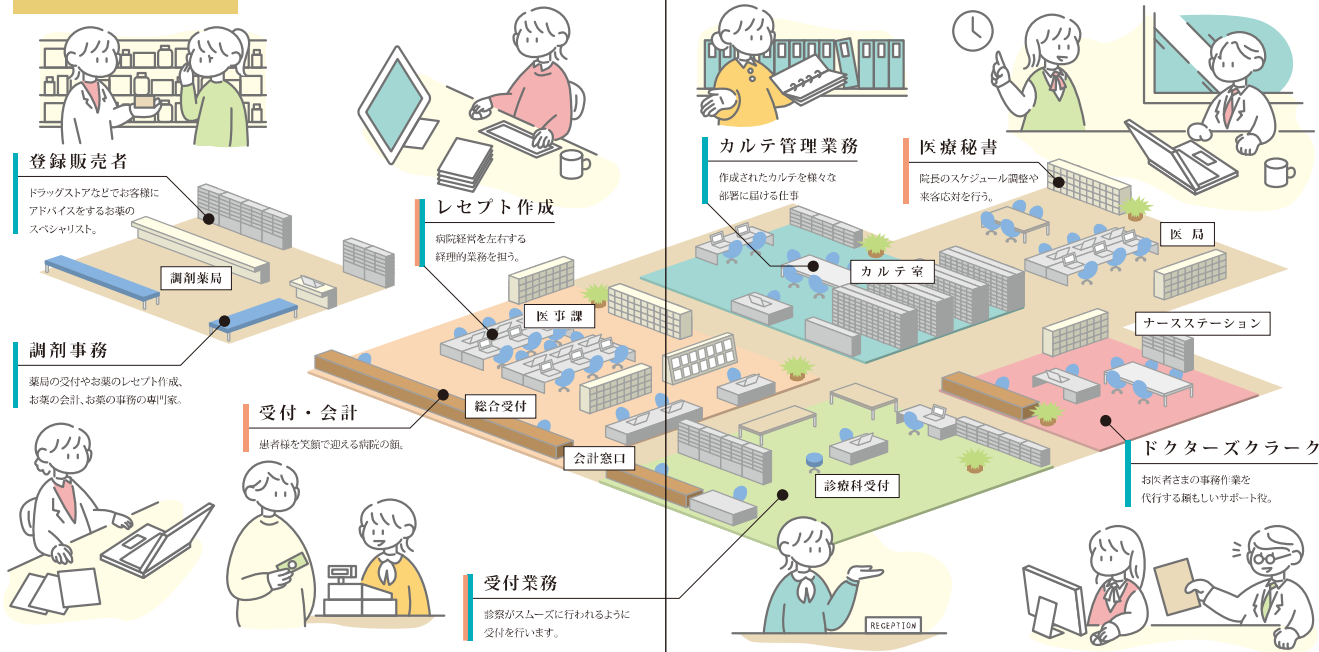 登録販売者
ドラッグストアなどでお客様に
アドバイスをするお薬の
スペシャリスト。
調剤薬局
調剤事務
薬局の受付やお薬のレセプト作成、
お薬の会計、お薬の事務の専門家。
レセプト作成
病院経営を左右する
経理的業務を担う。
医事課
受付・会計
患者様を笑顔で迎える病院の顔。
総合受付
会計窓口
受付業務
診察がスムーズに行われるように
受付を行います。
カルテ管理業務
作成されたカルテを様々な
部署に届ける仕事
カルテ室
医療秘書
院長のスケジュール調整や
来客応対を行う。
医局
ナースステーション
ドクターズクラーク
お医者さまの事務作業を
代行する頼もしいサポート役。
診療科受付
RECEPTION